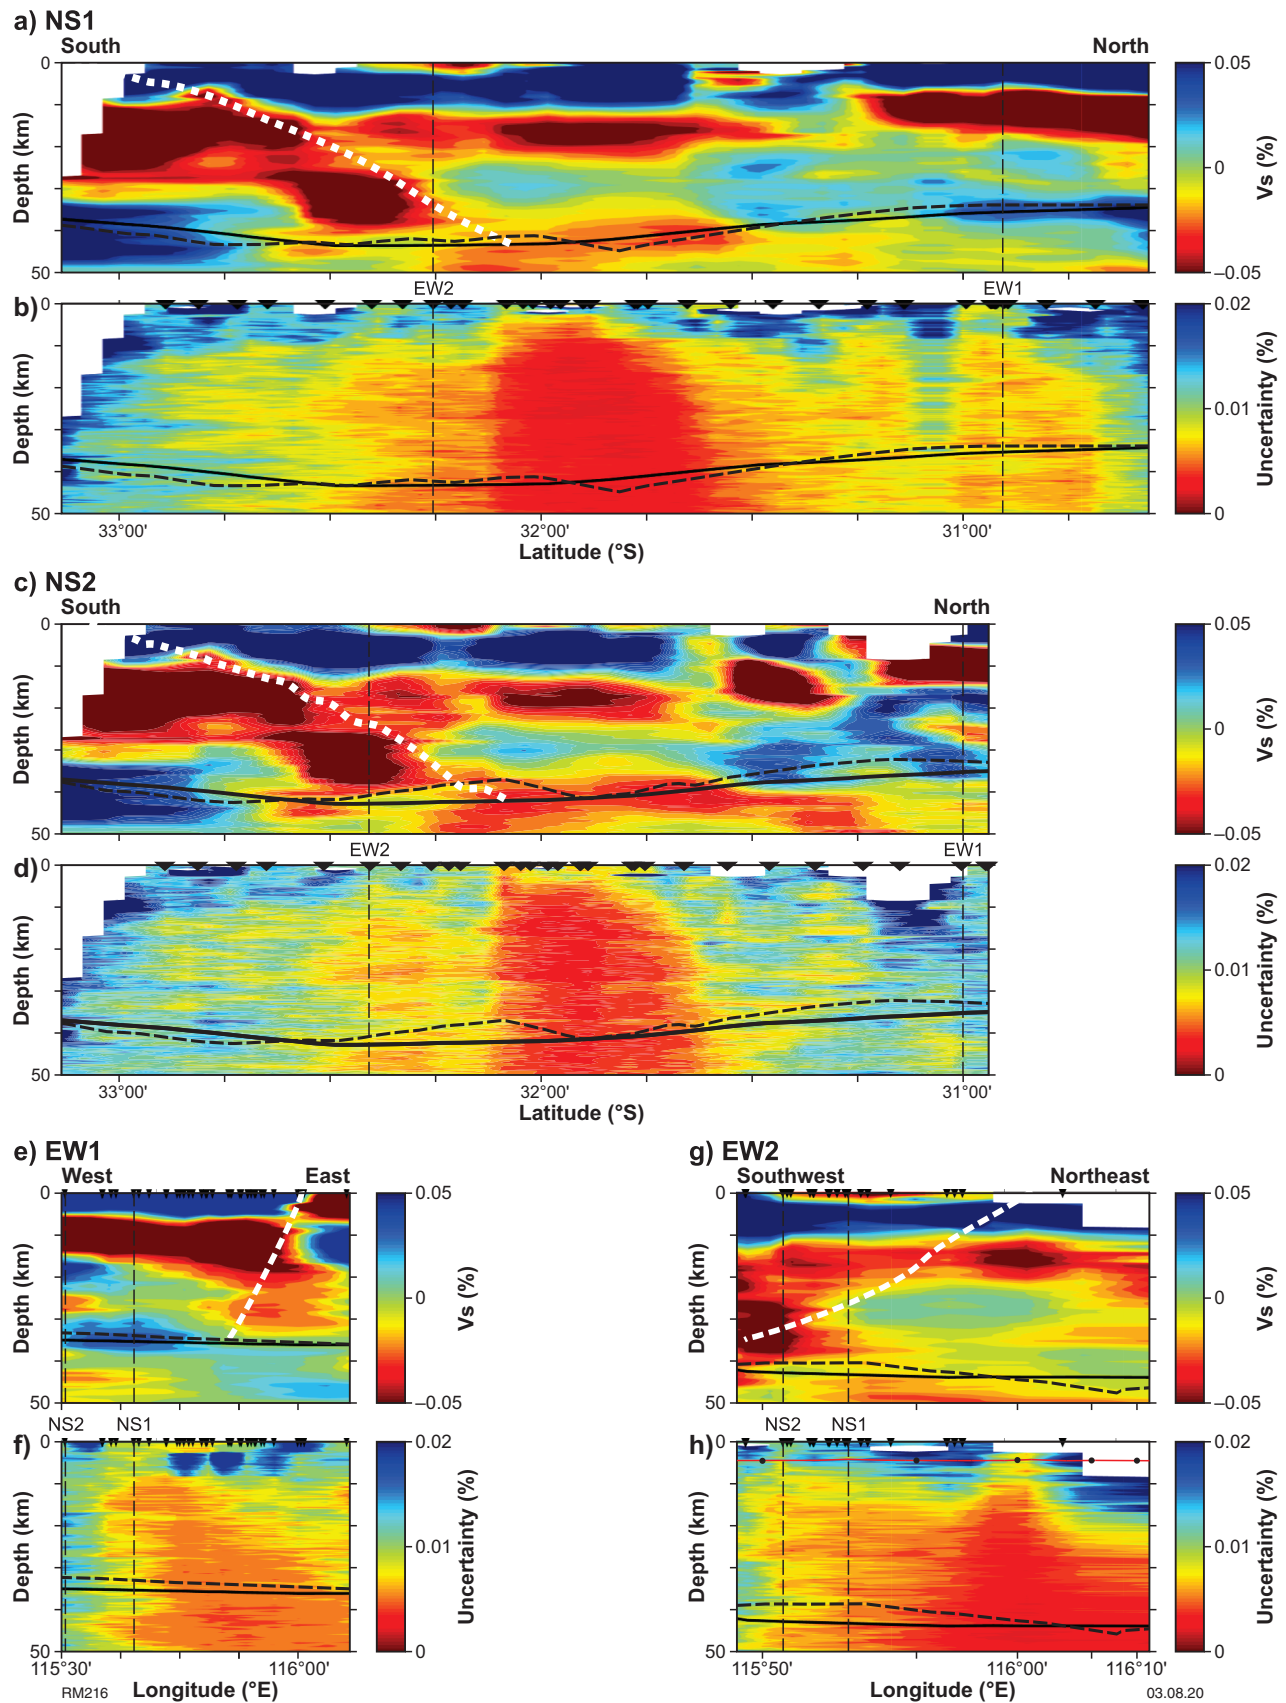 a) NS1
South
North
0
50
Depth (km)
0.05
0
–0.05
Vs (%)
EW2
EW1
b)
0
50
Depth (km)
0.02
0.01
0
Uncertainty (%)
33°00'
32°00'
31°00'
Latitude (°S)
c) NS2
South
North
0
50
Depth (km)
0.05
0
–0.05
Vs (%)
EW2
EW1
d)
0
50
Depth (km)
0.02
0.01
0
Uncertainty (%)
33°00'
32°00'
31°00'
Latitude (°S)
e) EW1
West
East
0
50
Depth (km)
0.05
0
–0.05
Vs (%)
NS2
NS1
f)
0
50
Depth (km)
0.02
0.01
0
Uncertainty (%)
115°30'
116°00'
Longitude (°E)
g) EW2
Southwest
Northeast
0
50
Depth (km)
0.05
0
–0.05
Vs (%)
NS2
NS1
h)
0
50
Depth (km)
0.02
0.01
0
Uncertainty (%)
115°50'
116°00'
116°10'
Longitude (°E)
RM216
03.08.20